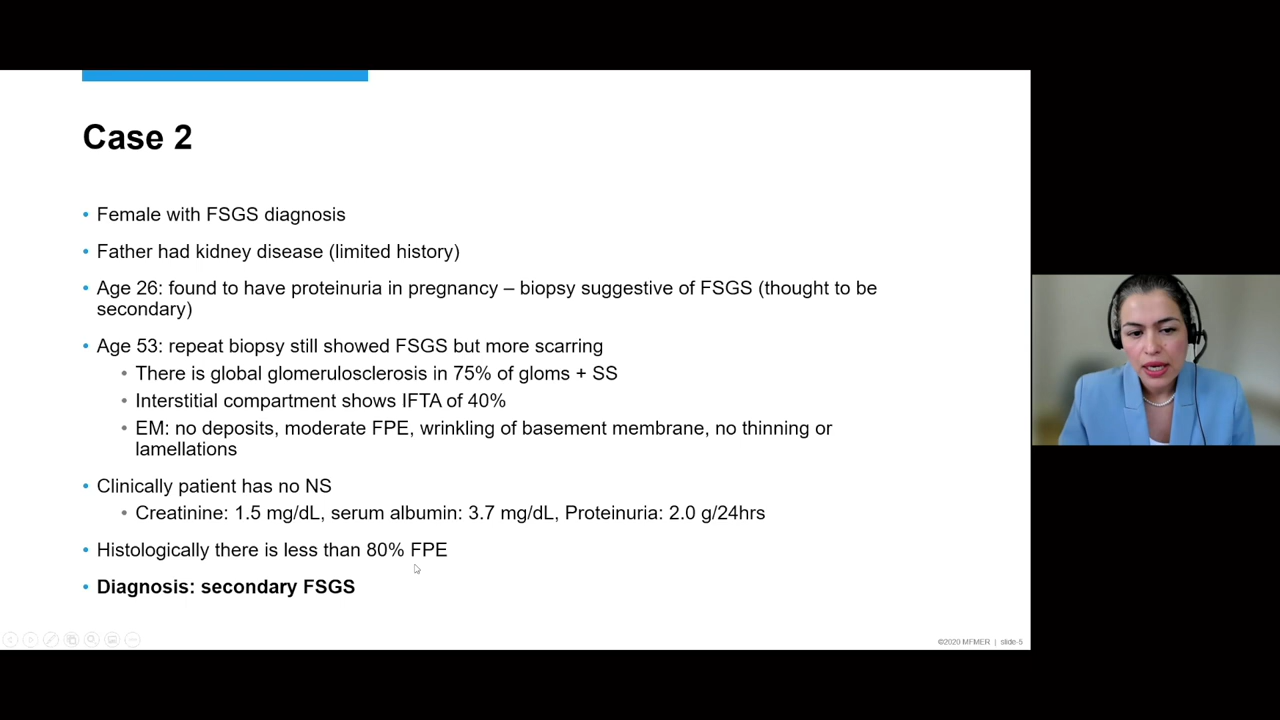 Case 2
• Female with FSGS diagnosis
• Father had kidney disease (limited history)
• Age 26: found to have proteinuria in pregnancy – biopsy suggestive of FSGS (thought to be
secondary)
• Age 53: repeat biopsy still showed FSGS but more scarring
• There is global glomerulosclerosis in 75% of gloms + SS
• Interstitial compartment shows IFTA of 40%
• EM: no deposits, moderate FPE, wrinkling of basement membrane, no thinning or
lamellations
• Clinically patient has no NS
• Creatinine: 1.5 mg/dL, serum albumin: 3.7 mg/dL, Proteinuria: 2.0 g/24hrs
• Histologically there is less than 80% FPE
• Diagnosis: secondary FSGS
©2020 MFMER | slide-5